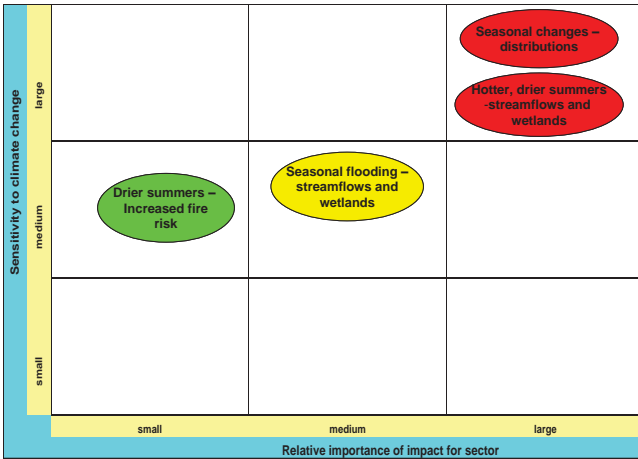 Sensitivity to climate change
large
medium
small
Seasonal changes –
distributions
Hotter, drier summers
-streamflows and
wetlands
Drier summers –
Increased fire
risk
Seasonal flooding –
streamflows and
wetlands
small
medium
large
Relative importance of impact for sector